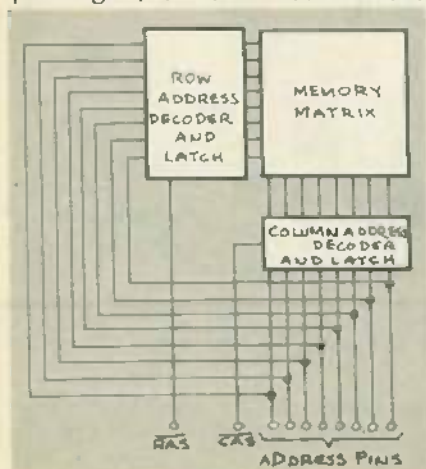 ROW
ADDRESS
DECODER
AND
LATCH
MEMORY
MATRIX
COLUMN ADDRESS
DECODER
AND LATCH
RAS
CAS
ADDRESS PINS